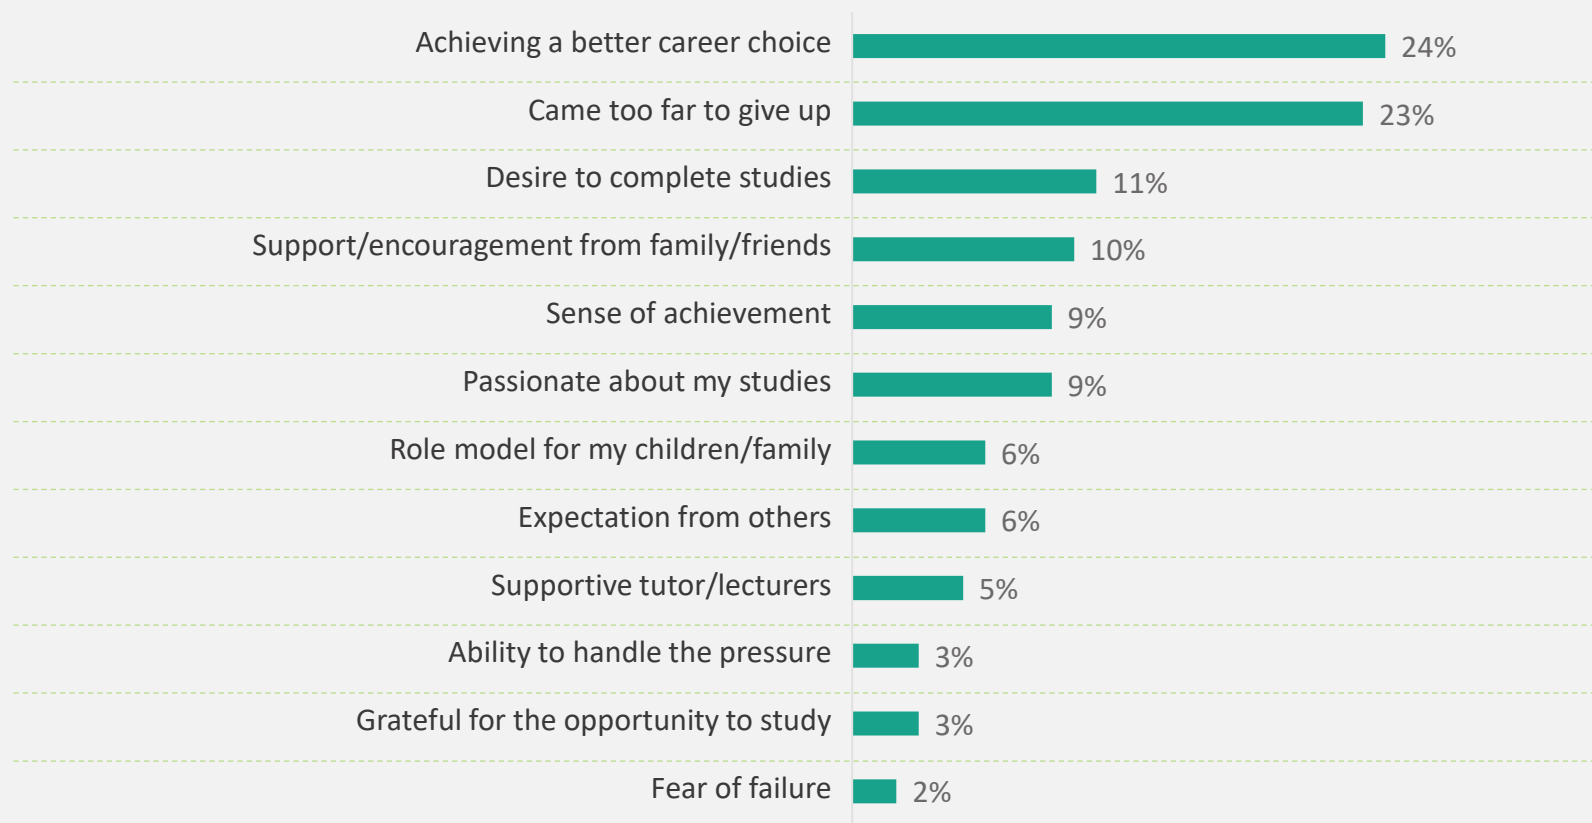 Achieving a better career choice 24%
Came too far to give up 23%
Desire to complete studies 11%
Support/encouragement from family/friends 10%
Sense of achievement 9%
Passionate about my studies 9%
Role model for my children/family 6%
Expectation from others 6%
Supportive tutor/lecturers 5%
Ability to handle the pressure 3%
Grateful for the opportunity to study 3%
Fear of failure 2%